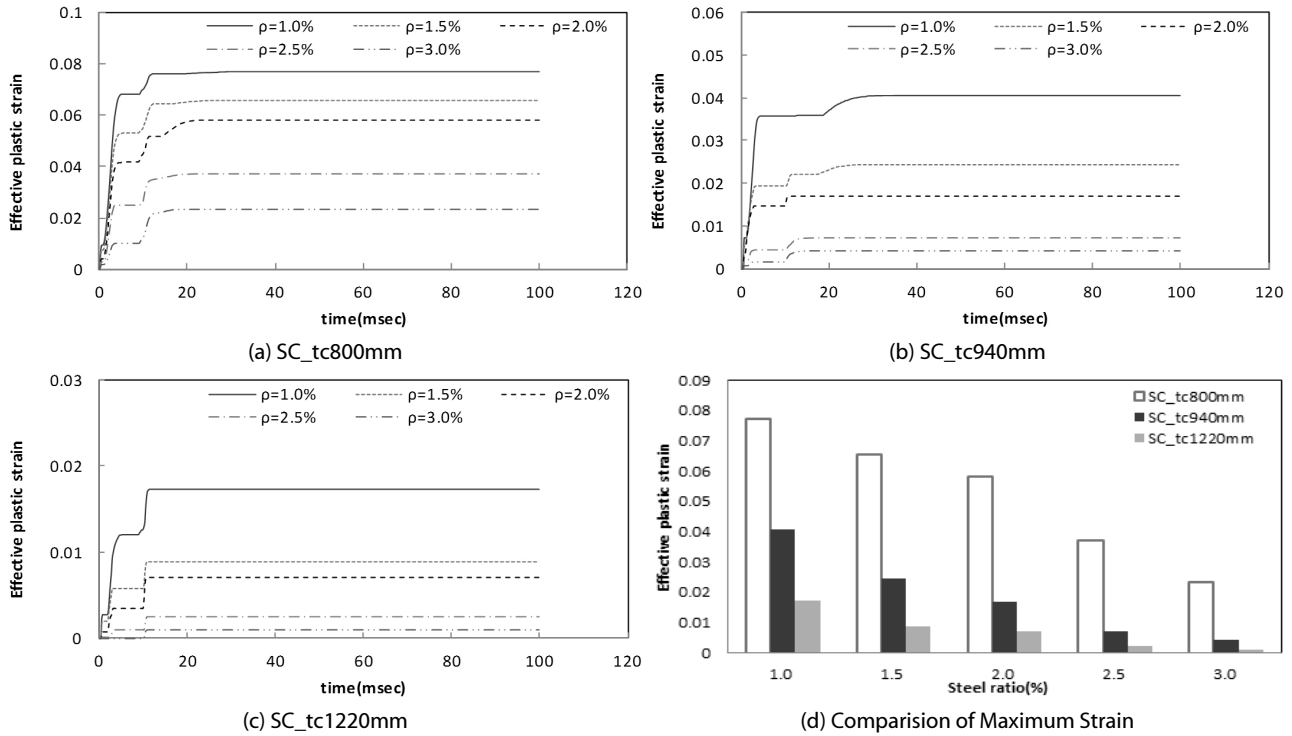 0.1
ρ=1.0% ρ=1.5% ρ=2.0%
ρ=2.5% ρ=3.0%
0.08
0.06
0.04
0.02
0
Effective plastic strain
0 20 40 60 80 100 120
time(msec)
(a) SC_tc800mm
0.06
ρ=1.0% ρ=1.5% ρ=2.0%
ρ=2.5% ρ=3.0%
0.05
0.04
0.03
0.02
0.01
0
Effective plastic strain
0 20 40 60 80 100 120
time(msec)
(b) SC_tc940mm
0.03
ρ=1.0% ρ=1.5% ρ=2.0%
ρ=2.5% ρ=3.0%
0.02
0.01
0
Effective plastic strain
0 20 40 60 80 100 120
time(msec)
(c) SC_tc1220mm
0.09
0.08
0.07
0.06
0.05
0.04
0.03
0.02
0.01
0
Effective plastic strain
SC_tc800mm
SC_tc940mm
SC_tc1220mm
1.0 1.5 2.0 2.5 3.0
Steel ratio(%)
(d) Comparision of Maximum Strain